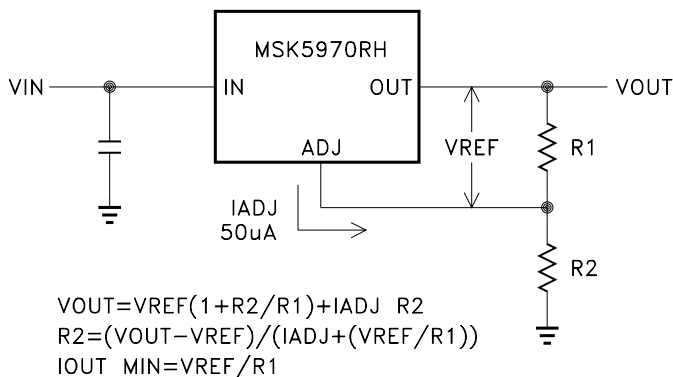 MSK5970RH
VIN
IN
OUT
VOUT
ADJ
VREF
R1
IADJ
50uA
R2
VOUT=VREF(1+R2/R1)+IADJ R2
R2=(VOUT-VREF)/(IADJ+(VREF/R1))
IOUT MIN=VREF/R1